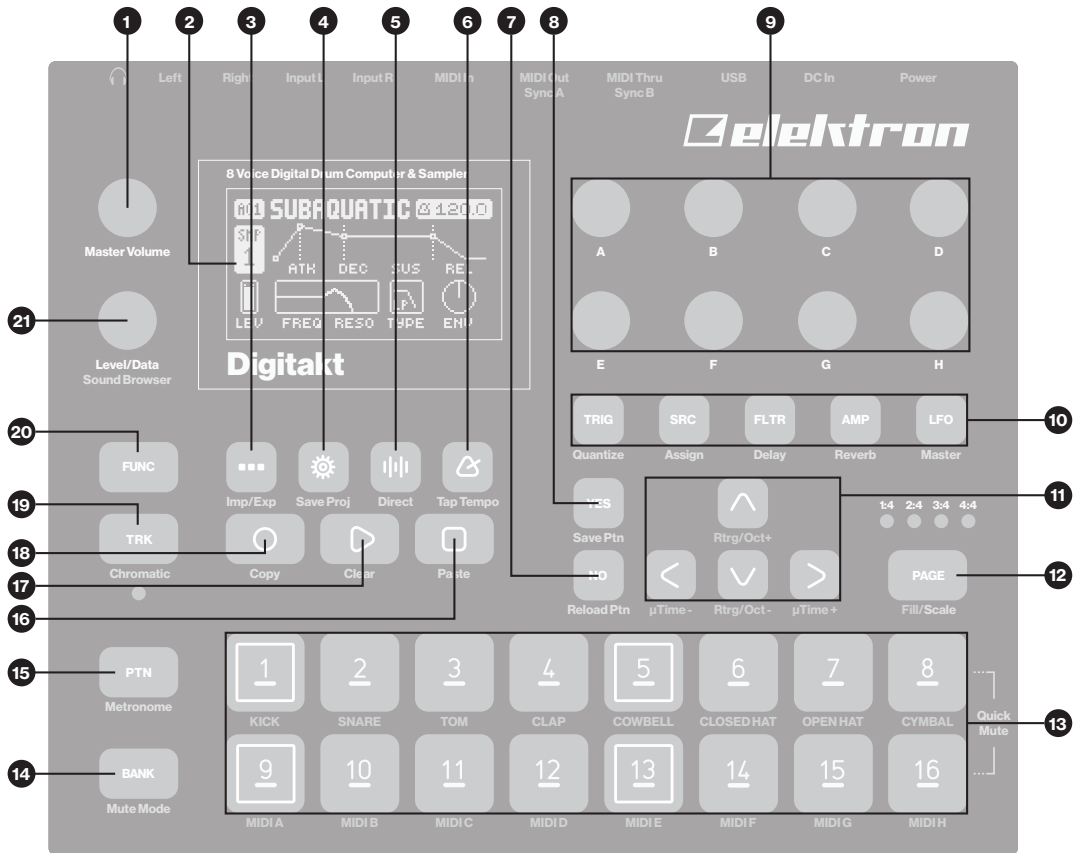 1 2 3 4 5 6 7 8 9
Left Right Input L Input R MIDI In MIDI Out Sync A MIDI Thru Sync B USB DC In Power
elektron
8 Voice Digital Drum Computer & Sampler
A01 SUBAQUATIC 120.0
SMP
1
ATK DEC SUS REL
LP
LEV FREQ RESO TYPE ENV
Digitakt
Master Volume
A B C D
21
Level/Data
Sound Browser
E F G H
20
FUNC
TRIG SRC FLTR AMP LFO
10
Quantize Assign Delay Reverb Master
Imp/Exp Save Proj Direct Tap Tempo
19
TRK
YES
11
1:4 2:4 3:4 4:4
Save Ptn Rtrg/Oct+
18
Chromatic
Copy Clear Paste
17
NO
PAGE
12
16
Reload Ptn µTime - Rtrg/Oct - µTime + Fill/Scale
15
PTN
Metronome
1 2 3 4 5 6 7 8
KICK SNARE TOM CLAP COWBELL CLOSED HAT OPEN HAT CYMBAL
Quick
Mute
13
14
BANK
Mute Mode
9 10 11 12 13 14 15 16
MIDI A MIDI B MIDI C MIDI D MIDI E MIDI F MIDI G MIDI H